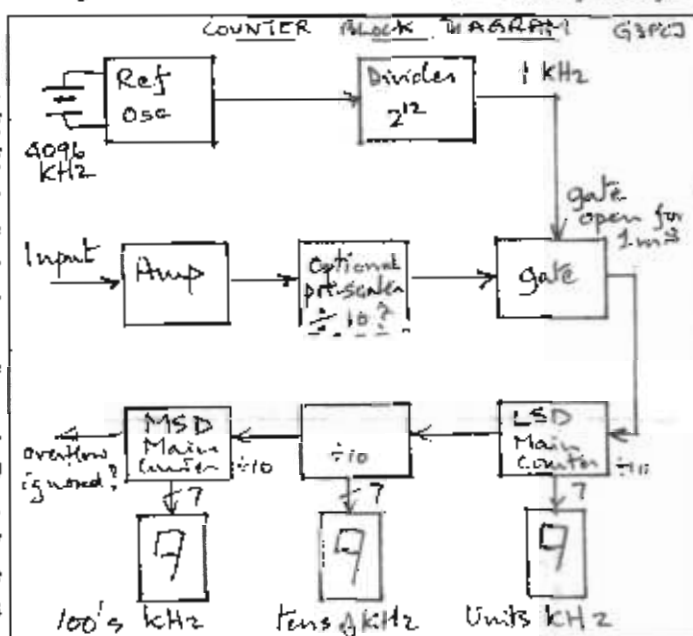 COUNTER BLOCK DIAGRAM G3PCJ
Ref
Osc
4096
KHz
Divider
2¹²
1 KHz
gate
open for
1mS
Input
Amp
Optional
pre-scaler
÷ 10?
gate
overflow
ignored?
MSD
Main
Counter
÷10
÷10
LSD
Main
Counter
÷10
7
7
7
9
9
9
100's kHz
tens of KHz
Units KHz